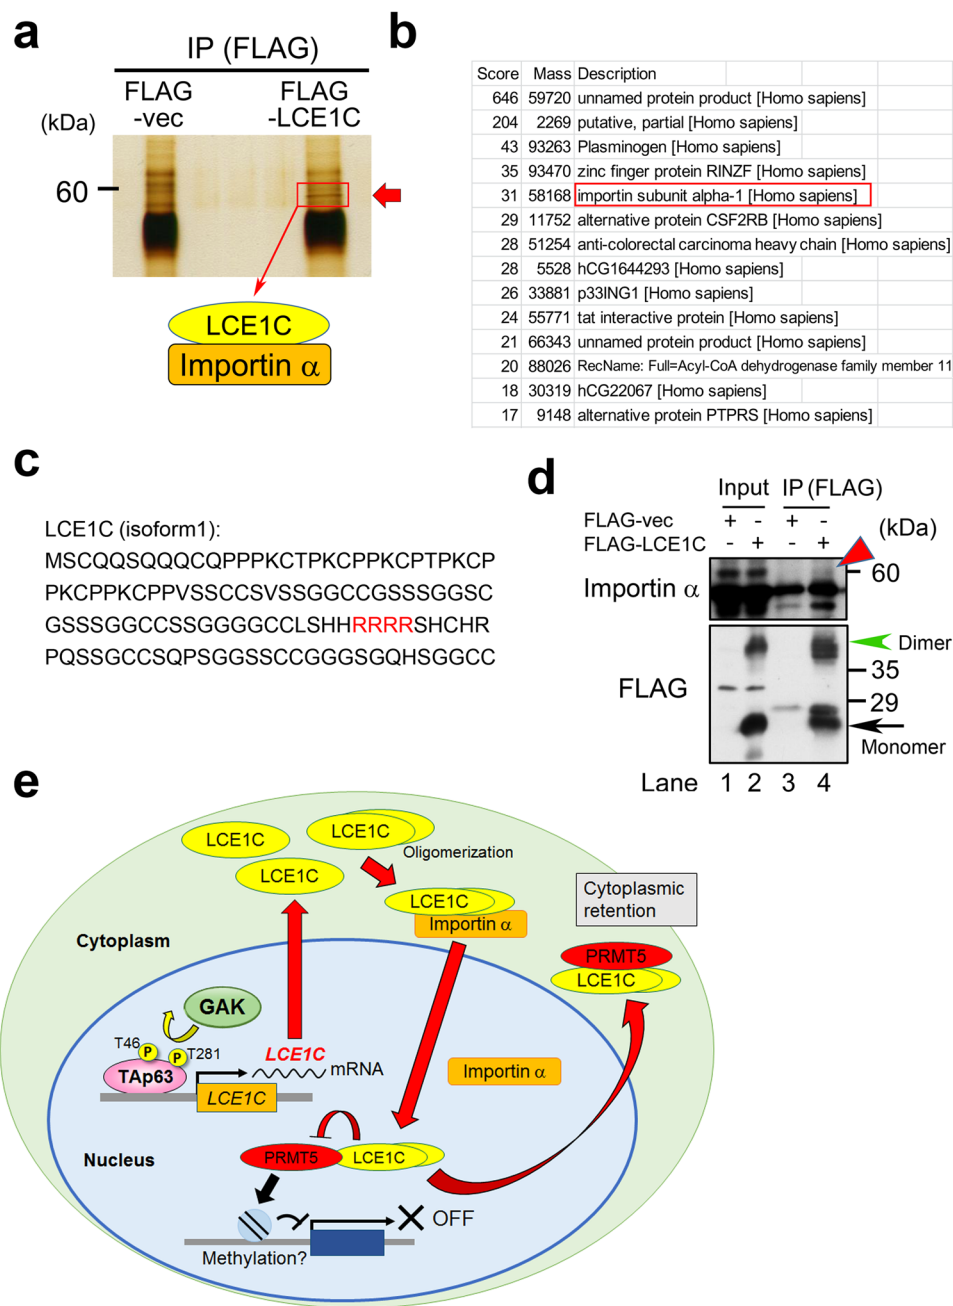 a
IP (FLAG)
FLAG
-vec
FLAG
-LCE1C
(kDa)
60
LCE1C
Importin α
b
Score Mass Description
646 59720 unnamed protein product [Homo sapiens]
204 2269 putative, partial [Homo sapiens]
43 93263 Plasminogen [Homo sapiens]
35 93470 zinc finger protein RINZF [Homo sapiens]
31 58168 importin subunit alpha-1 [Homo sapiens]
29 11752 alternative protein CSF2RB [Homo sapiens]
28 51254 anti-colorectal carcinoma heavy chain [Homo sapiens]
28 5528 hCG1644293 [Homo sapiens]
26 33881 p33ING1 [Homo sapiens]
24 55771 tat interactive protein [Homo sapiens]
21 66343 unnamed protein product [Homo sapiens]
20 88026 RecName: Full=Acyl-CoA dehydrogenase family member 11
18 30319 hCG22067 [Homo sapiens]
17 9148 alternative protein PTPRS [Homo sapiens]
c
LCE1C (isoform1):
MSCQQSQQQCQPPPKCTPKCPPKCPTPKCP
PKCPPKCPPVSSCCSVSSGGCCGSSSGGSC
GSSSGGCCSSGGGGCCLSHHRRRRSHCHR
PQSSGCCSQPSGGSSCCGGGSGQHSGGCC
d
Input IP (FLAG)
FLAG-vec + - + - (kDa)
FLAG-LCE1C - + - +
Importin α 60
FLAG
Dimer
35
29
Monomer
Lane 1 2 3 4
e
LCE1C
LCE1C
Oligomerization
LCE1C
LCE1C
Importin α
Cytoplasmic
retention
PRMT5
LCE1C
Cytoplasm
GAK
T46 P
P T281
TAp63
LCE1C
LCE1C
mRNA
Importin α
Nucleus
PRMT5 LCE1C
OFF
Methylation?